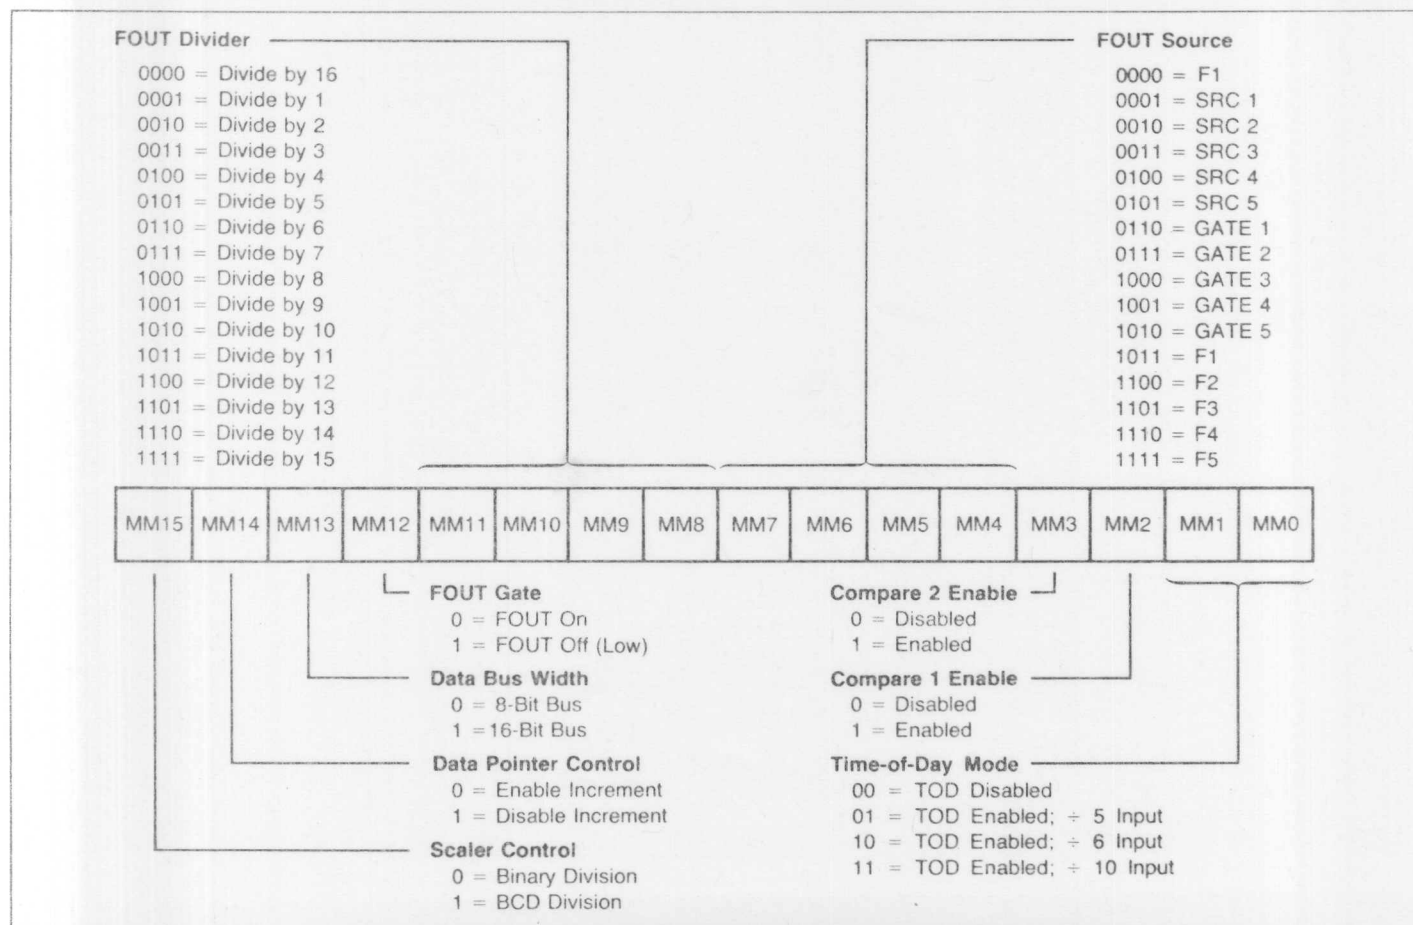 FOUT Divider
0000 = Divide by 16
0001 = Divide by 1
0010 = Divide by 2
0011 = Divide by 3
0100 = Divide by 4
0101 = Divide by 5
0110 = Divide by 6
0111 = Divide by 7
1000 = Divide by 8
1001 = Divide by 9
1010 = Divide by 10
1011 = Divide by 11
1100 = Divide by 12
1101 = Divide by 13
1110 = Divide by 14
1111 = Divide by 15
FOUT Source
0000 = F1
0001 = SRC 1
0010 = SRC 2
0011 = SRC 3
0100 = SRC 4
0101 = SRC 5
0110 = GATE 1
0111 = GATE 2
1000 = GATE 3
1001 = GATE 4
1010 = GATE 5
1011 = F1
1100 = F2
1101 = F3
1110 = F4
1111 = F5
MM15 MM14 MM13 MM12 MM11 MM10 MM9 MM8 MM7 MM6 MM5 MM4 MM3 MM2 MM1 MM0
FOUT Gate
0 = FOUT On
1 = FOUT Off (Low)
Data Bus Width
0 = 8-Bit Bus
1 =16-Bit Bus
Data Pointer Control
0 = Enable Increment
1 = Disable Increment
Scaler Control
0 = Binary Division
1 = BCD Division
Compare 2 Enable
0 = Disabled
1 = Enabled
Compare 1 Enable
0 = Disabled
1 = Enabled
Time-of-Day Mode
00 = TOD Disabled
01 = TOD Enabled; ÷ 5 Input
10 = TOD Enabled; ÷ 6 Input
11 = TOD Enabled; ÷ 10 Input